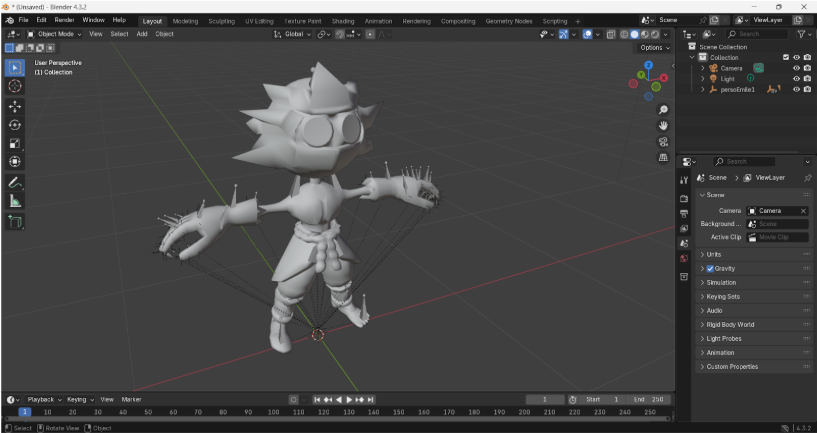 * (Unsaved) - Blender 4.3.2
File Edit Render Window Help Layout Modeling Sculpting UV Editing Texture Paint Shading Animation Rendering Compositing Geometry Nodes Scripting + Scene ViewLayer
Object Mode View Select Add Object Global
Options
Search
User Perspective
(1) Collection
Z
Y
X
Scene Collection
Collection
Camera
Light
persoEmile1
Search
Scene > ViewLayer
Scene
Camera Camera
Background ... Scene
Active Clip Movie Clip
Units
Gravity
Simulation
Keying Sets
Audio
Rigid Body World
Light Probes
Animation
Custom Properties
Playback Keying View Marker 1 Start 1 End 250
1 10 20 30 40 50 60 70 80 90 100 110 120 130 140 150 160 170 180 190 200 210 220 230 240 250
Select Rotate View Object 4.3.2